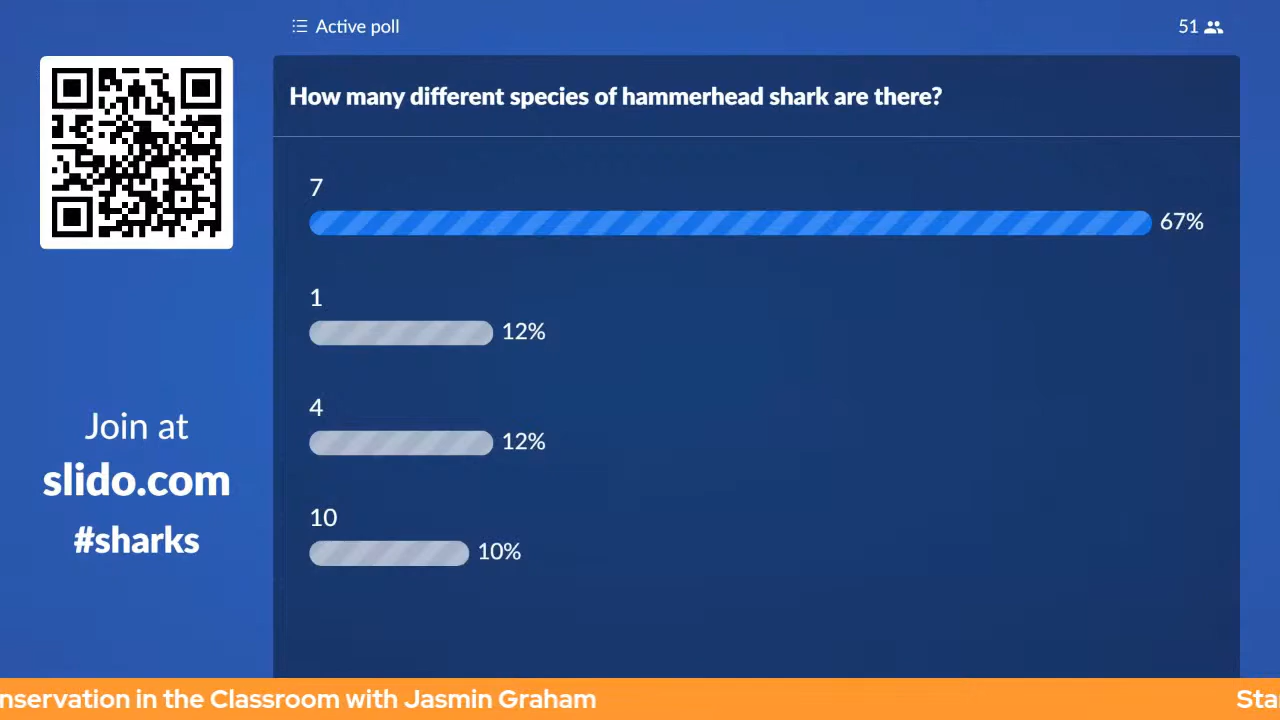 Active poll
51
How many different species of hammerhead shark are there?
7
67%
1
12%
4
12%
10
10%
Join at
slido.com
#sharks
nservation in the Classroom with Jasmin Graham
Sta